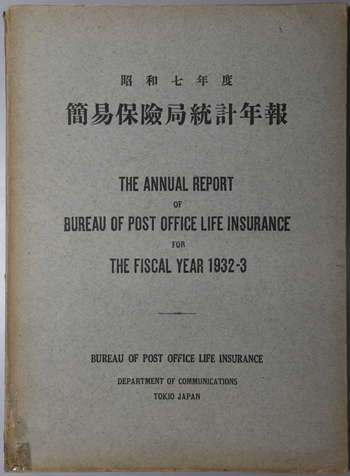 昭和七年度
簡易保險局統計年報
THE ANNUAL REPORT
OF
BUREAU OF POST OFFICE LIFE INSURANCE
FOR
THE FISCAL YEAR 1932-3
BUREAU OF POST OFFICE LIFE INSURANCE
DEPARTMENT OF COMMUNICATIONS
TOKIO JAPAN